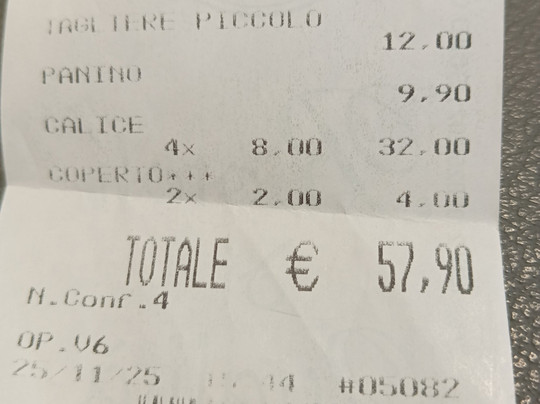 TAGLIERE PICCOLO
12,00
PANINO
9,90
CALICE
4x 8,00 32,00
COPERTO***
2x 2,00 4,00
TOTALE € 57,90
N.Conf.4
OP.V6
25/11/25 #05082